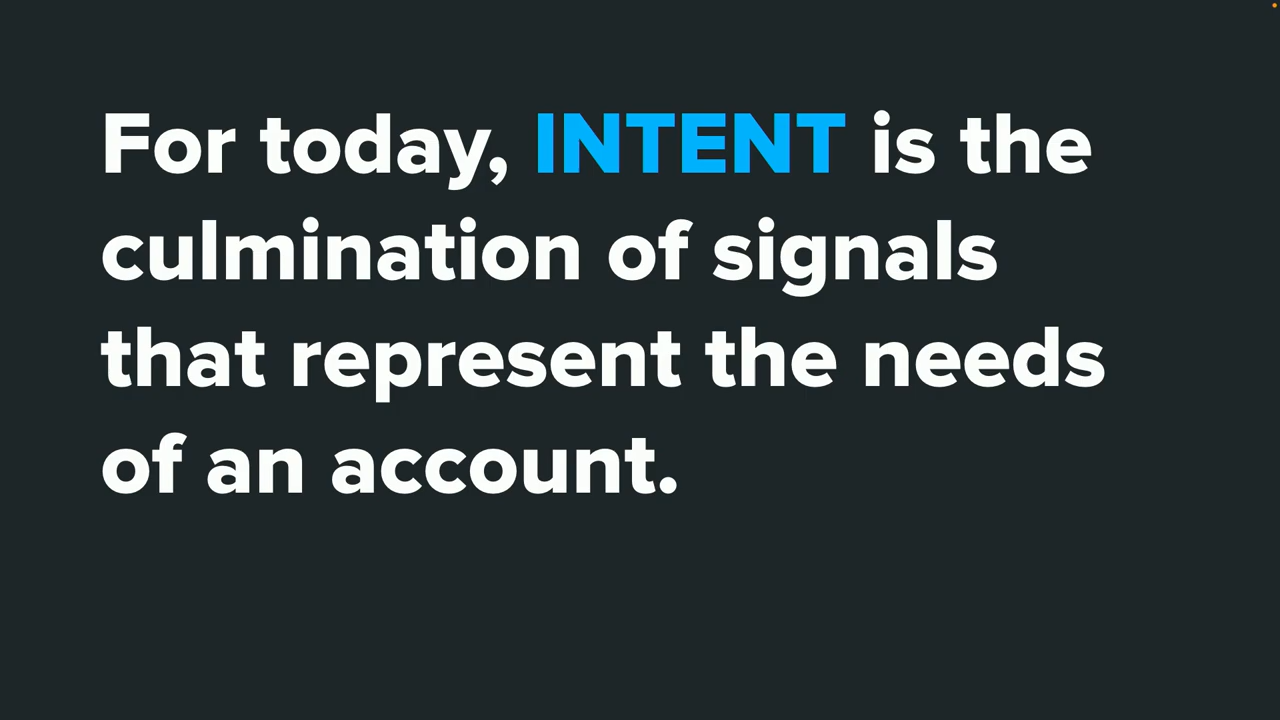 For today, INTENT is the
culmination of signals
that represent the needs
of an account.